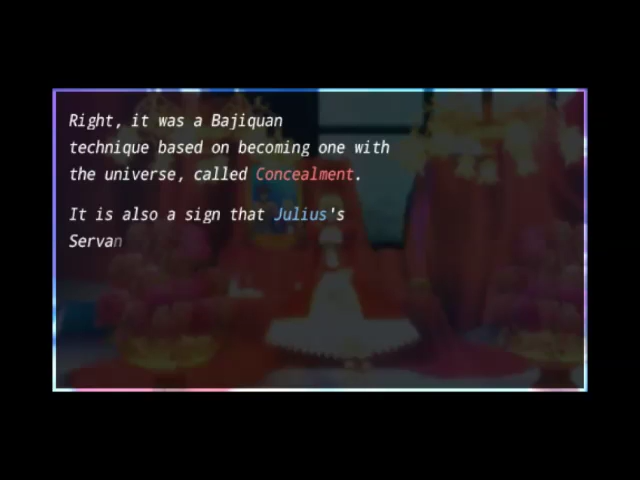 Right, it was a Bajiquan
technique based on becoming one with
the universe, called Concealment.
It is also a sign that Julius's
Servan